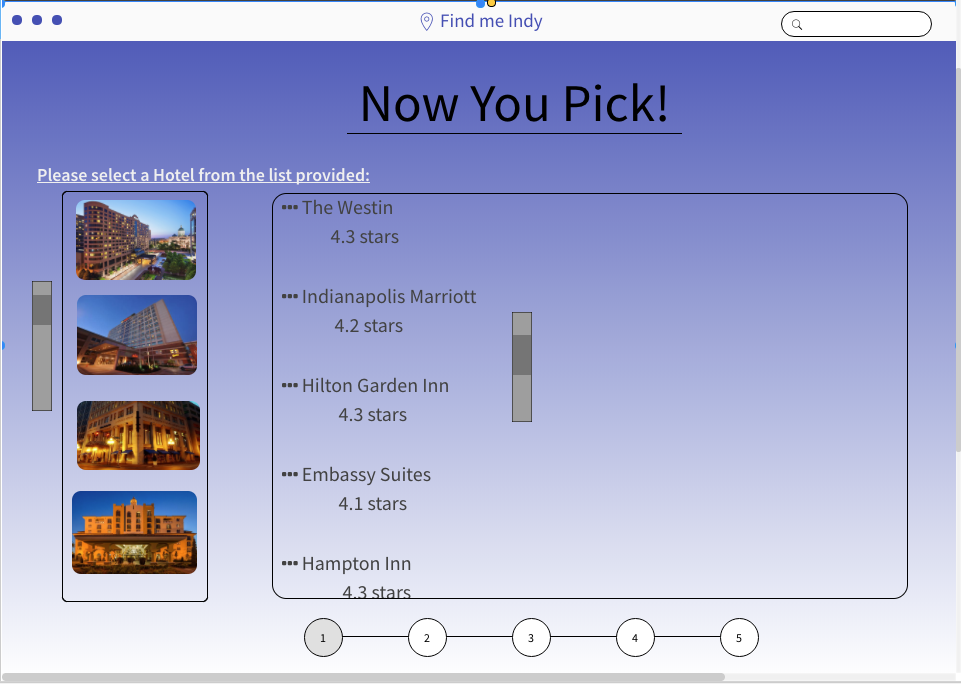 Find me Indy
Now You Pick!
Please select a Hotel from the list provided:
The Westin
4.3 stars
Indianapolis Marriott
4.2 stars
Hilton Garden Inn
4.3 stars
Embassy Suites
4.1 stars
Hampton Inn
4.3 stars
1 2 3 4 5